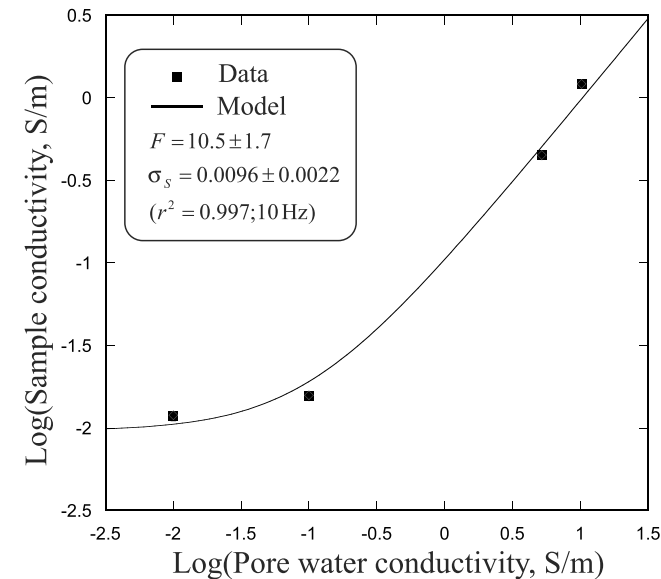 0.5
0
-0.5
-1
-1.5
-2
-2.5
Log(Sample conductivity, S/m)
Data
Model
F = 10.5 ± 1.7
σ_S = 0.0096 ± 0.0022
(r² = 0.997;10 Hz)
-2.5 -2 -1.5 -1 -0.5 0 0.5 1 1.5
Log(Pore water conductivity, S/m)